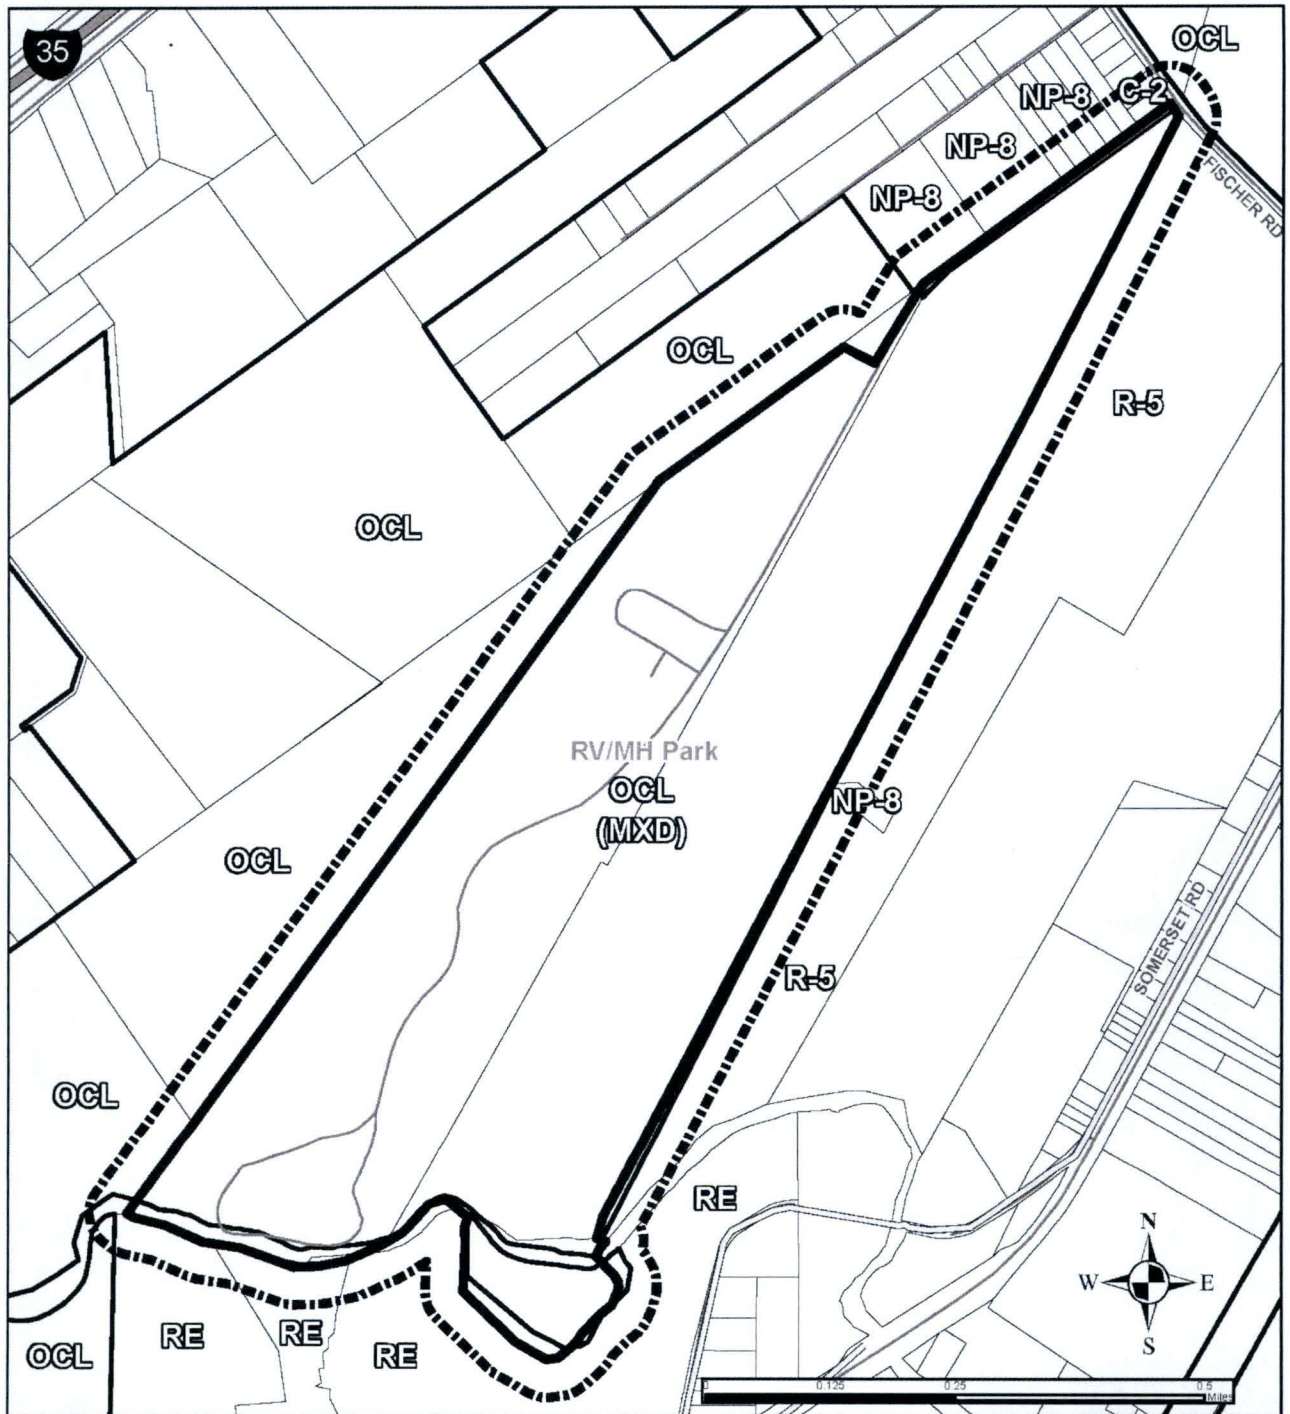 35
OCL
C-2
NP-8
NP-8
NP-8
FISCHER RD
OCL
R-5
OCL
RV/MH Park
OCL
(MXD)
NP-8
OCL
SOMERSET RD
R-5
OCL
RE
N
W E
S
RE
RE
RE
OCL
0 0.125 0.25 0.5
Miles